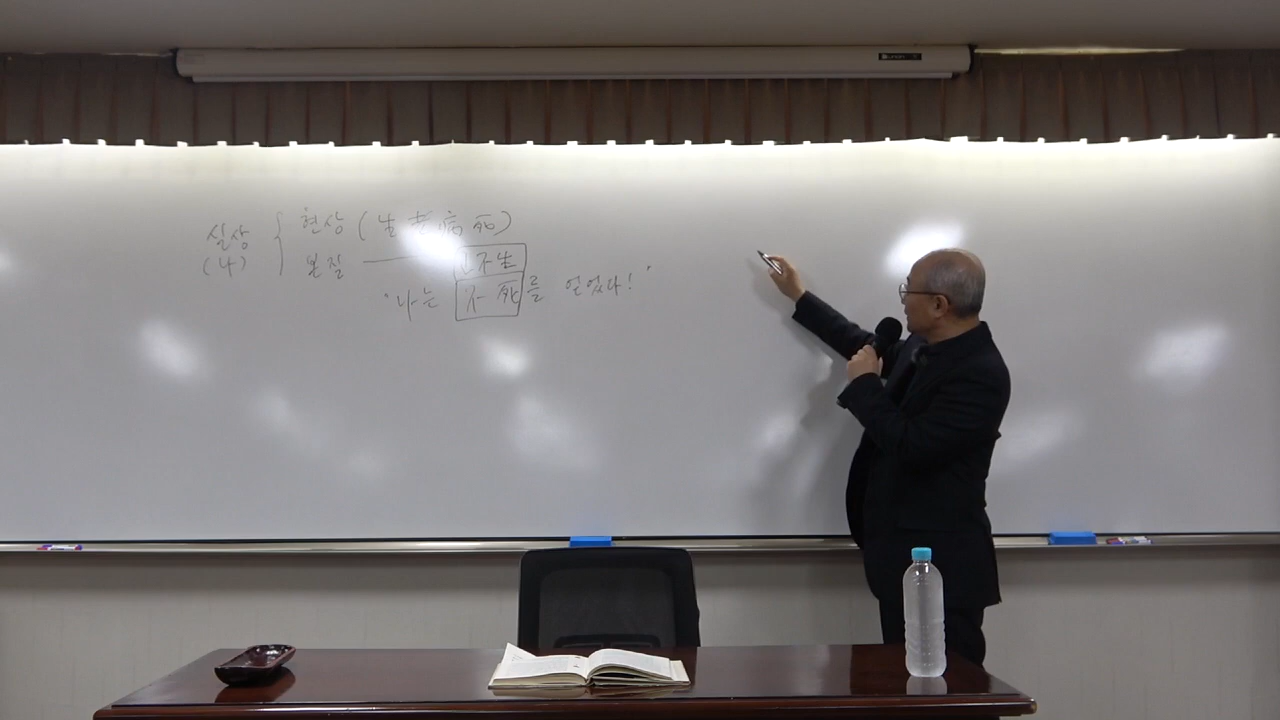 실상 { 현상 (生老病死)
(나) 본질 — 不生
"나는 不死를 얻었다!"